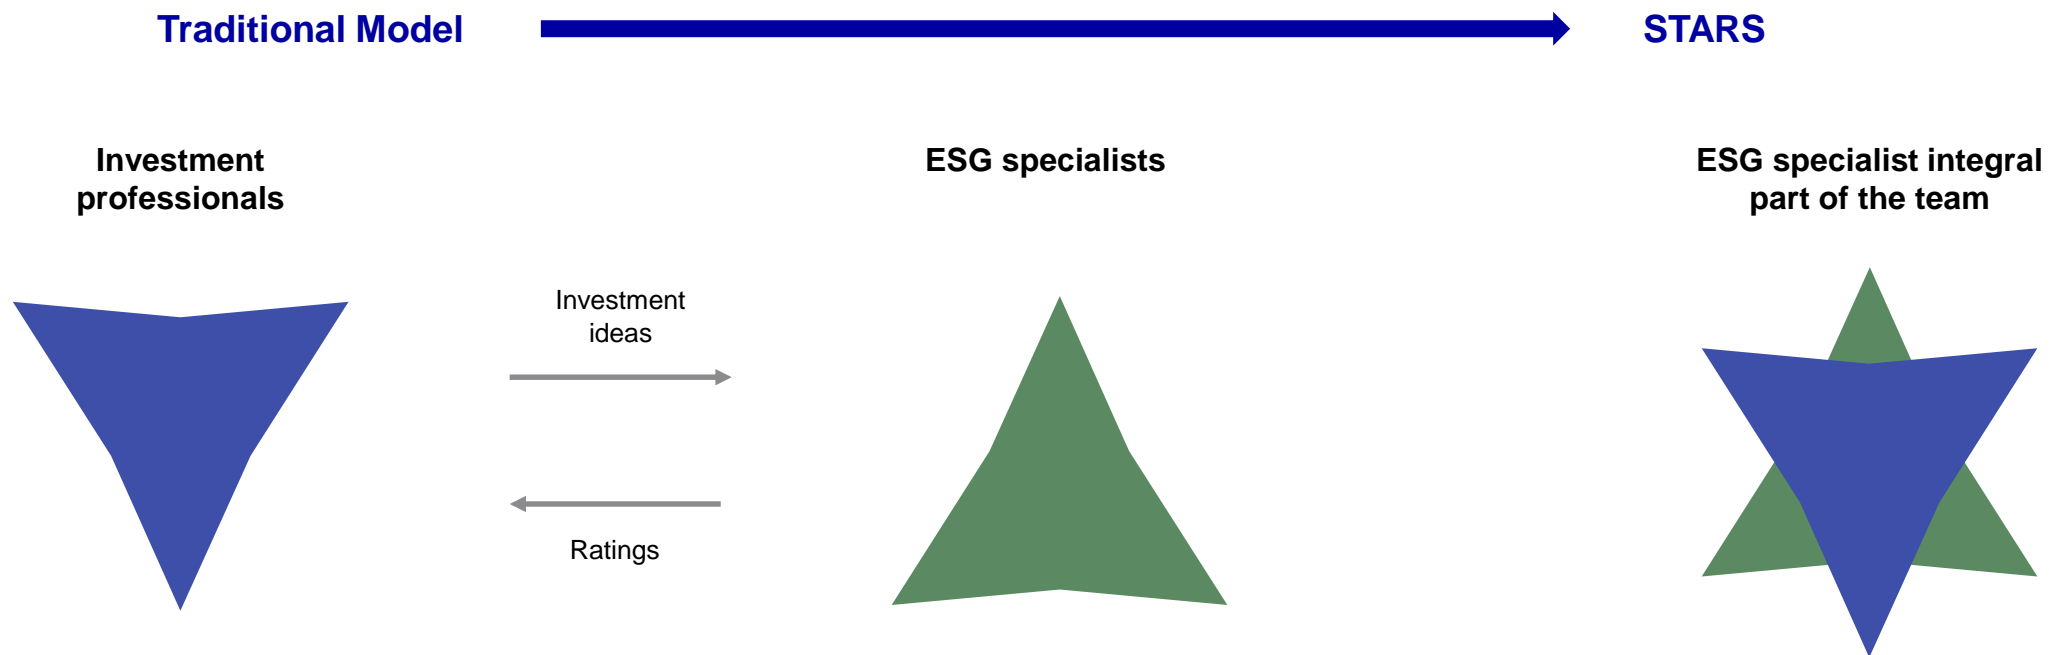 Traditional Model
STARS
Investment
professionals
ESG specialists
ESG specialist integral
part of the team
Investment
ideas
Ratings